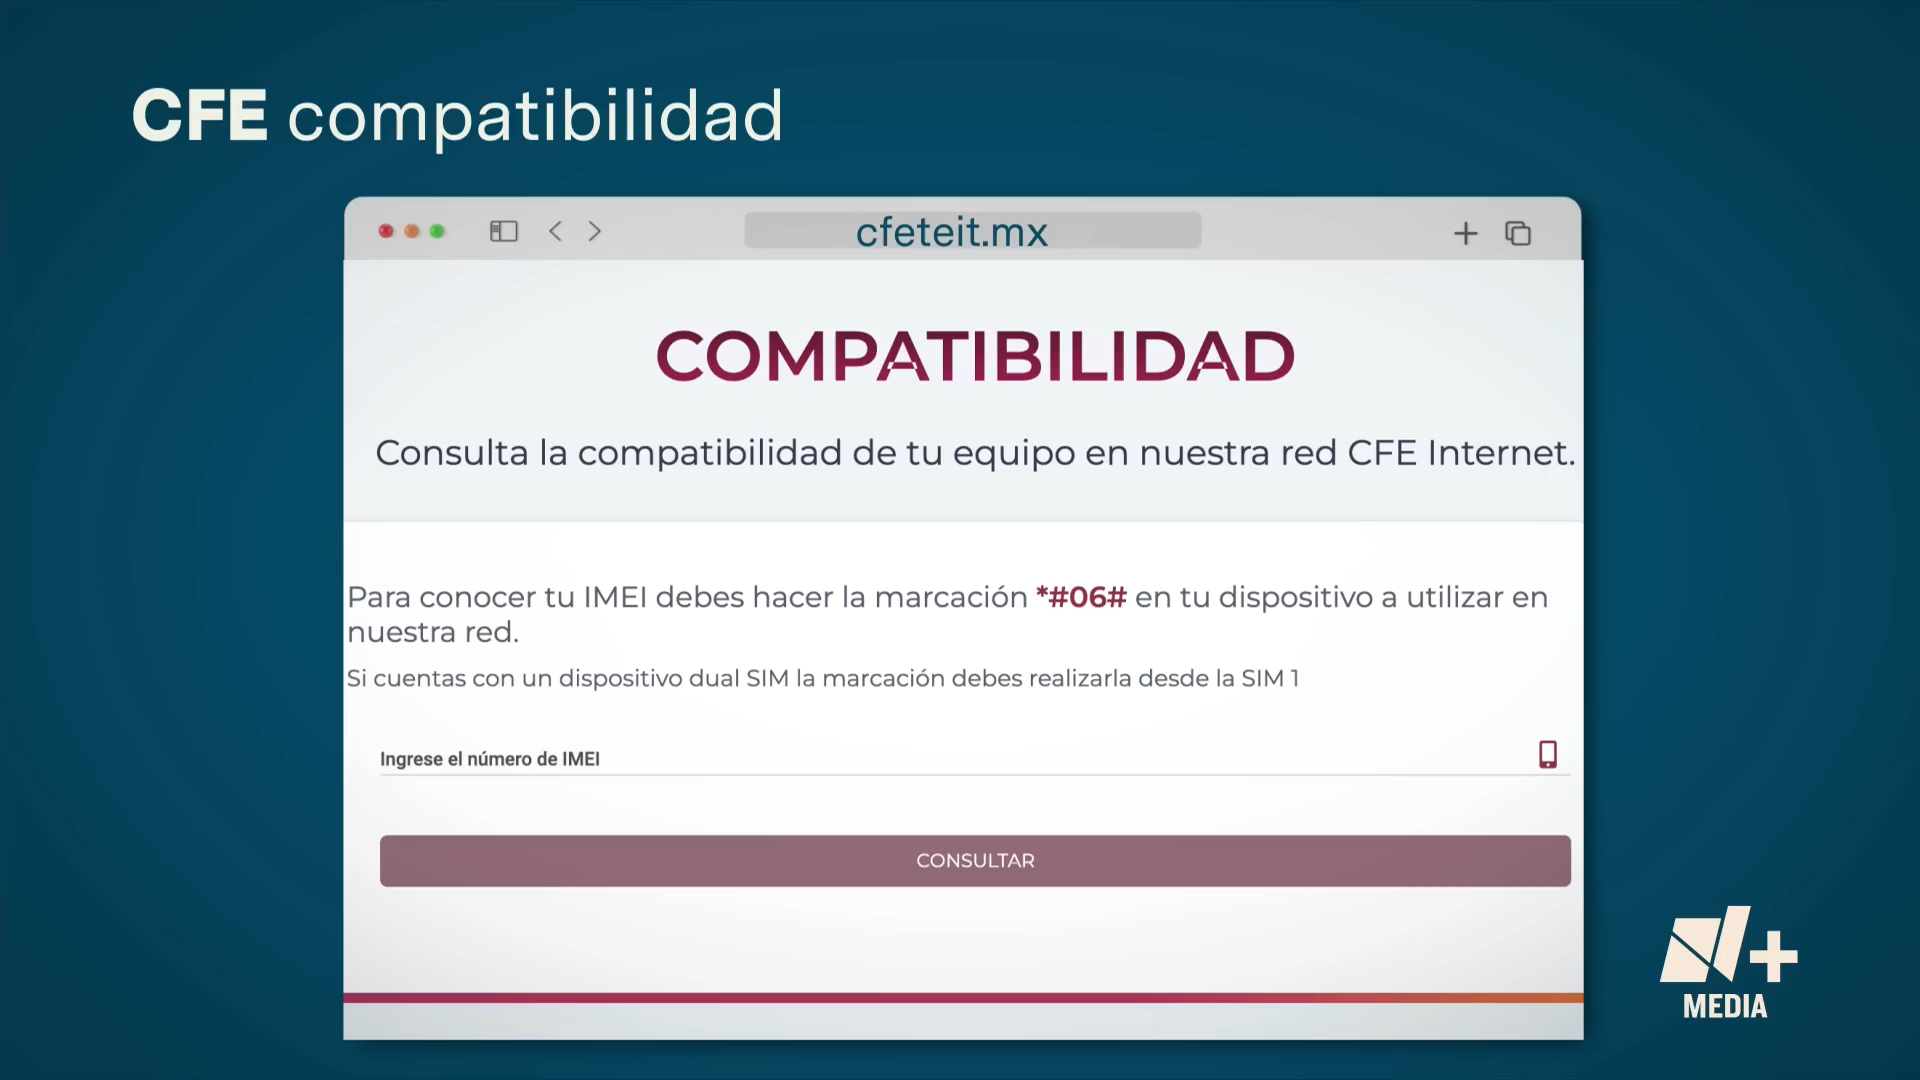 CFE compatibilidad
cfeteit.mx
COMPATIBILIDAD
Consulta la compatibilidad de tu equipo en nuestra red CFE Internet.
Para conocer tu IMEI debes hacer la marcación *#06# en tu dispositivo a utilizar en
nuestra red.
Si cuentas con un dispositivo dual SIM la marcación debes realizarla desde la SIM 1
Ingrese el número de IMEI
CONSULTAR
N+
MEDIA